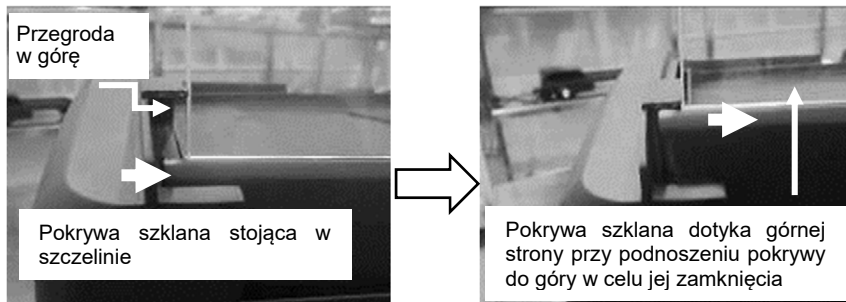 Przegroda
w górę
Pokrywa szklana stojąca w
szczelinie
Pokrywa szklana dotyka górnej
strony przy podnoszeniu pokrywy
do góry w celu jej zamknięcia